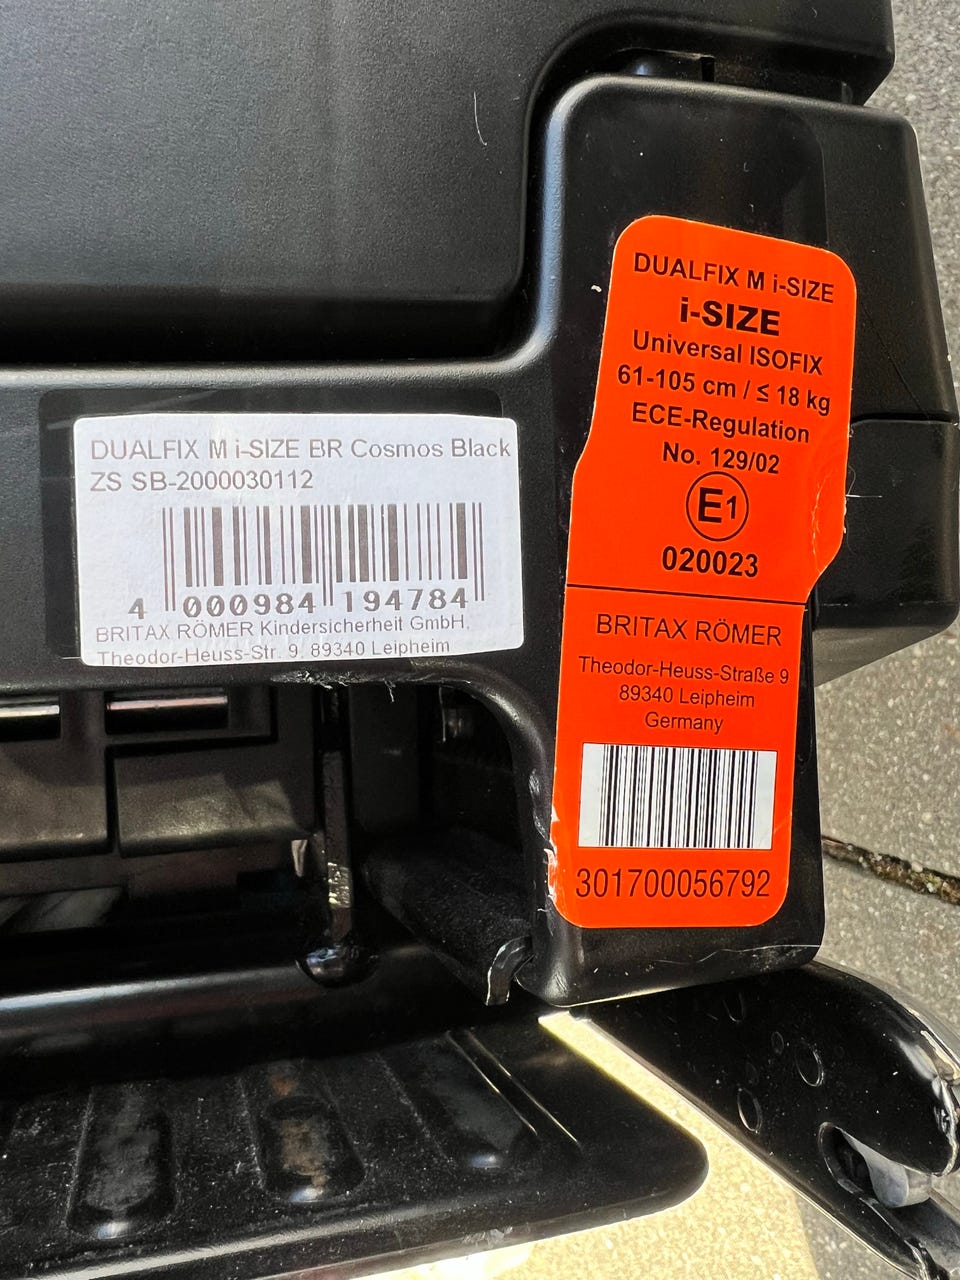 DUALFIX M i-SIZE BR Cosmos Black
ZS SB-2000030112
4 000984 194784
BRITAX RÖMER Kindersicherheit GmbH,
Theodor-Heuss-Str. 9, 89340 Leipheim
DUALFIX M i-SIZE
i-SIZE
Universal ISOFIX
61-105 cm / ≤ 18 kg
ECE-Regulation
No. 129/02
E1
020023
BRITAX RÖMER
Theodor-Heuss-Straße 9
89340 Leipheim
Germany
301700056792